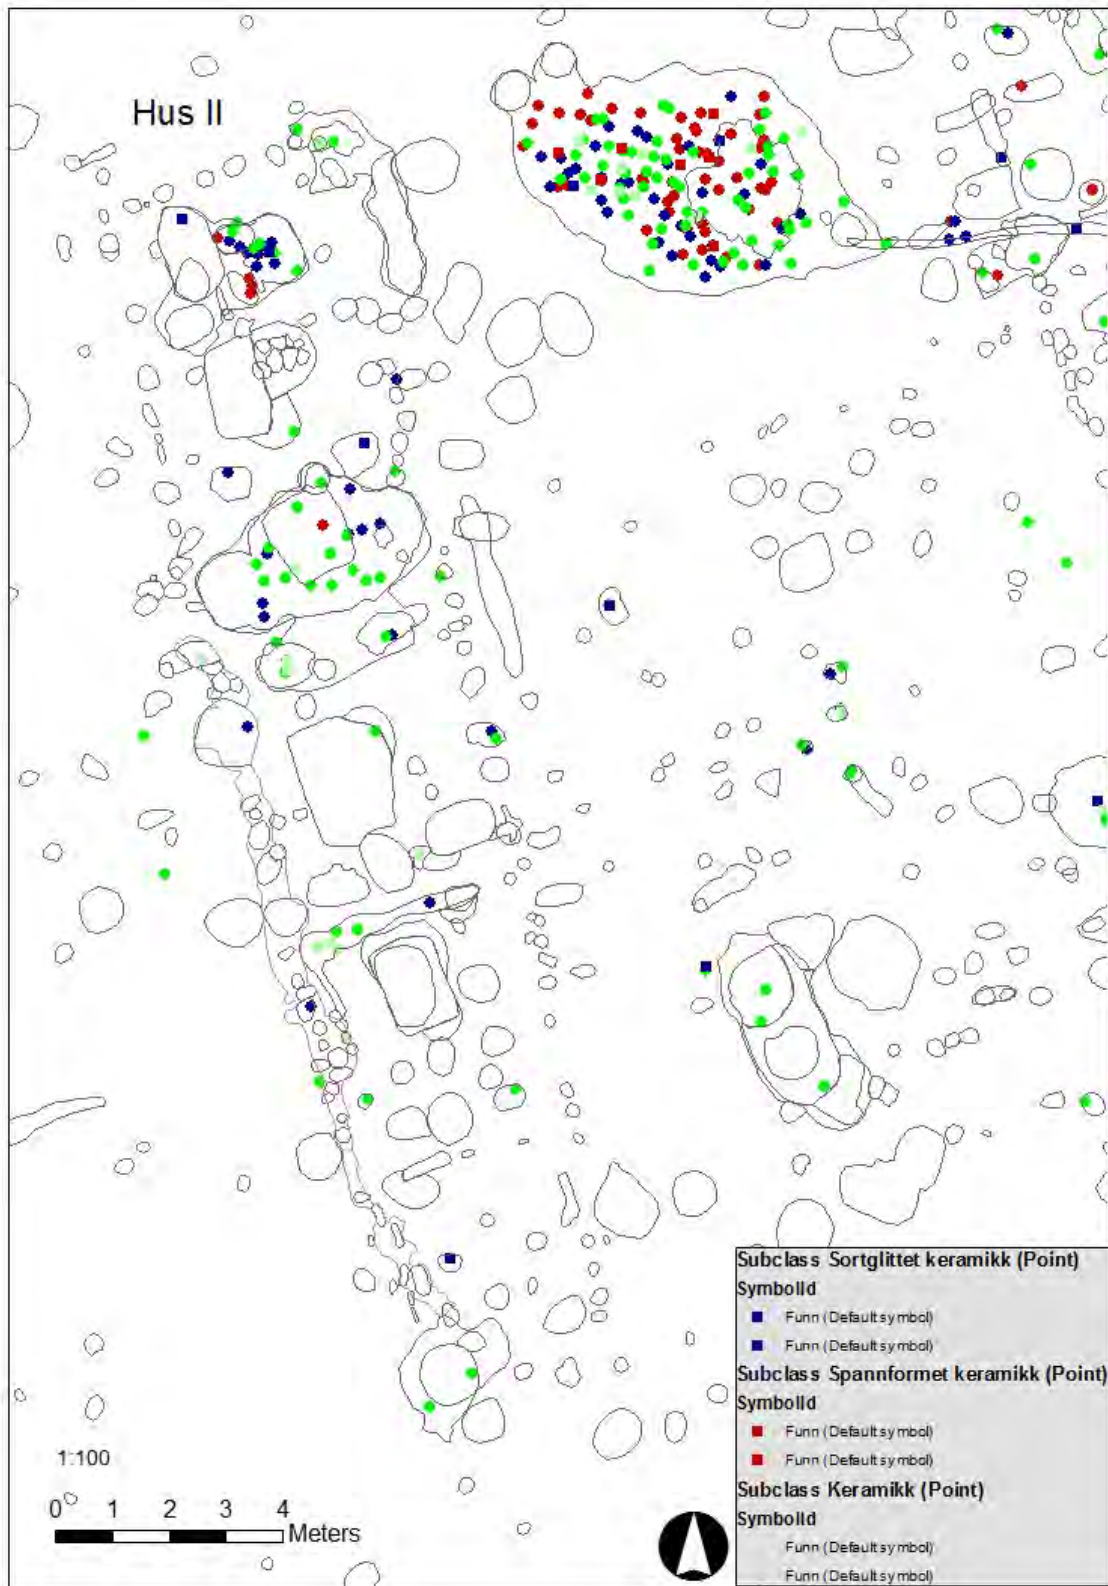 Hus II
1:100
0 1 2 3 4
Meters
Subclass Sortglittet keramikk (Point)
SymbolId
Funn (Default symbol)
Funn (Default symbol)
Subclass Spannformet keramikk (Point)
SymbolId
Funn (Default symbol)
Funn (Default symbol)
Subclass Keramikk (Point)
SymbolId
Funn (Default symbol)
Funn (Default symbol)